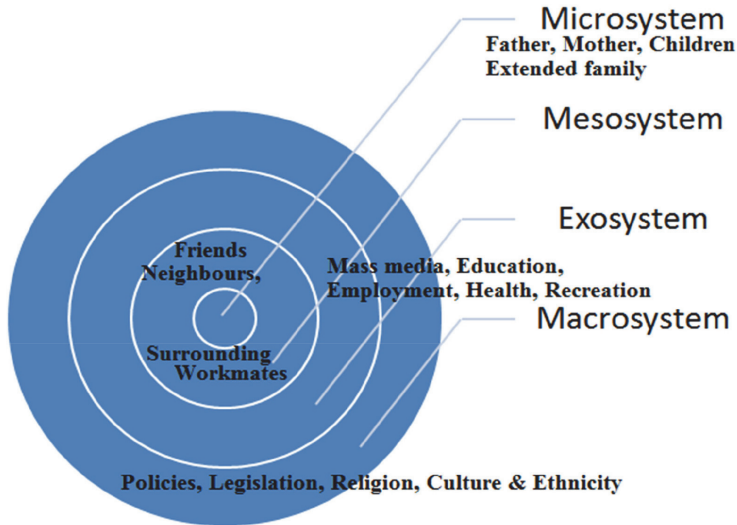 Microsystem
Father, Mother, Children
Extended family
Mesosystem
Exosystem
Friends
Neighbours,
Mass media, Education,
Employment, Health, Recreation
Macrosystem
Surrounding
Workmates
Policies, Legislation, Religion, Culture & Ethnicity